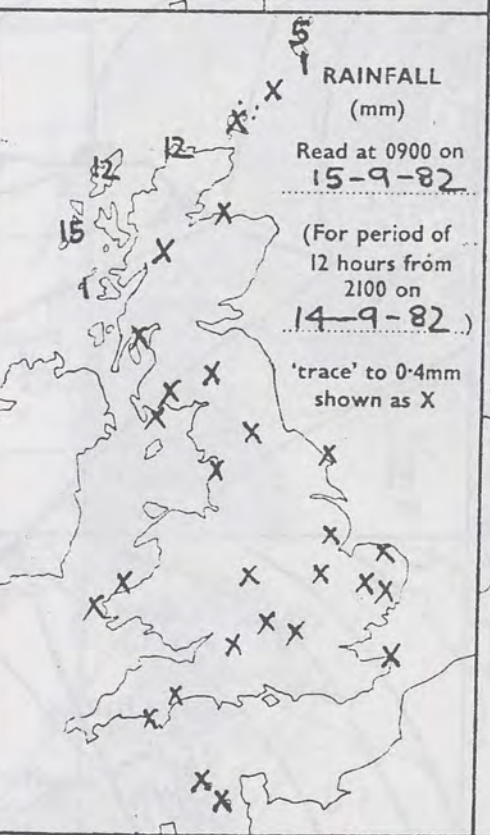 5
1
RAINFALL
(mm)
Read at 0900 on
15-9-82
(For period of
12 hours from
2100 on
14-9-82)
'trace' to 0·4mm
shown as X
X
X
12
12
X
15
X
1
X
X
X
X
X
X
X
X
X
X X
X X X
X
X X
X
X
X
X
X
X